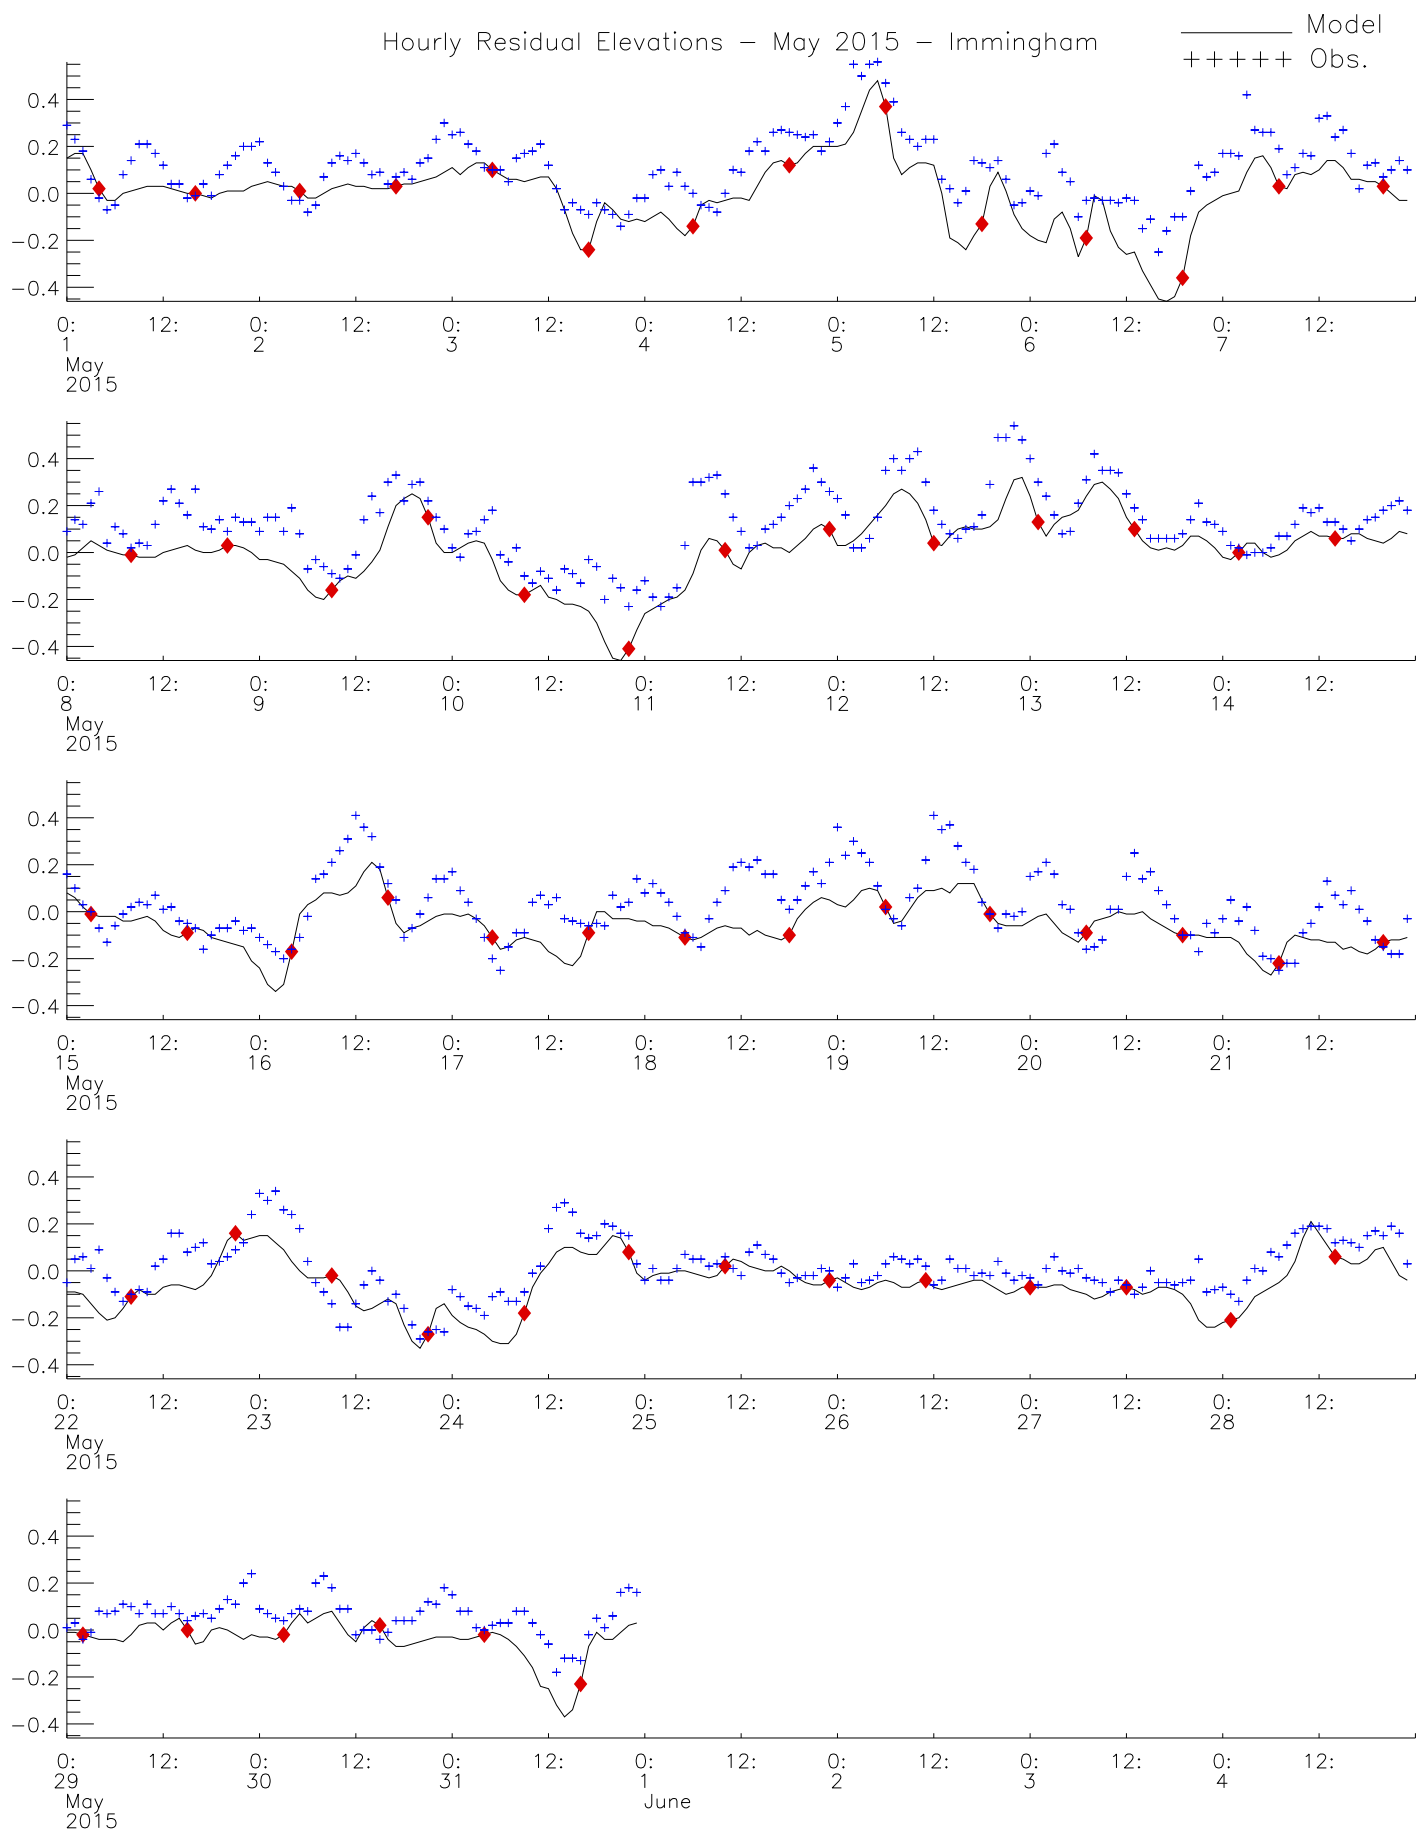 Hourly Residual Elevations – May 2015 – Immingham
Model
+++++ Obs.
0.4
0.2
0.0
−0.2
−0.4
0: 12: 0: 12: 0: 12: 0: 12: 0: 12: 0: 12: 0: 12:
1 2 3 4 5 6 7
May
2015
0.4
0.2
0.0
−0.2
−0.4
0: 12: 0: 12: 0: 12: 0: 12: 0: 12: 0: 12: 0: 12:
8 9 10 11 12 13 14
May
2015
0.4
0.2
0.0
−0.2
−0.4
0: 12: 0: 12: 0: 12: 0: 12: 0: 12: 0: 12: 0: 12:
15 16 17 18 19 20 21
May
2015
0.4
0.2
0.0
−0.2
−0.4
0: 12: 0: 12: 0: 12: 0: 12: 0: 12: 0: 12: 0: 12:
22 23 24 25 26 27 28
May
2015
0.4
0.2
0.0
−0.2
−0.4
0: 12: 0: 12: 0: 12: 0: 12: 0: 12: 0: 12: 0: 12:
29 30 31 1 2 3 4
May June
2015